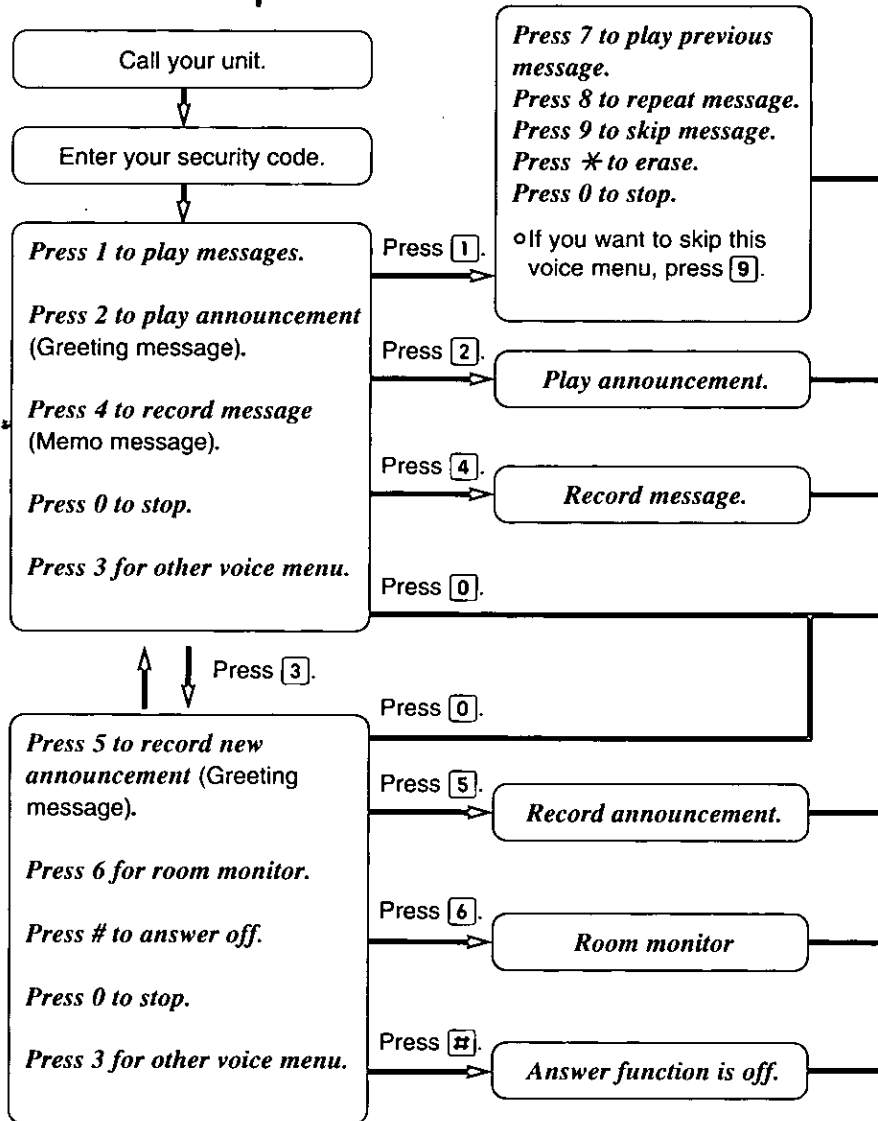 Call your unit.
Enter your security code.
Press 1 to play messages.
Press 2 to play announcement
(Greeting message).
Press 4 to record message
(Memo message).
Press 0 to stop.
Press 3 for other voice menu.
Press 1.
Press 7 to play previous
message.
Press 8 to repeat message.
Press 9 to skip message.
Press * to erase.
Press 0 to stop.
If you want to skip this
voice menu, press 9.
Press 2.
Play announcement.
Press 4.
Record message.
Press 0.
Press 3.
Press 5 to record new
announcement (Greeting
message).
Press 6 for room monitor.
Press # to answer off.
Press 0 to stop.
Press 3 for other voice menu.
Press 0.
Press 5.
Record announcement.
Press 6.
Room monitor
Press #.
Answer function is off.